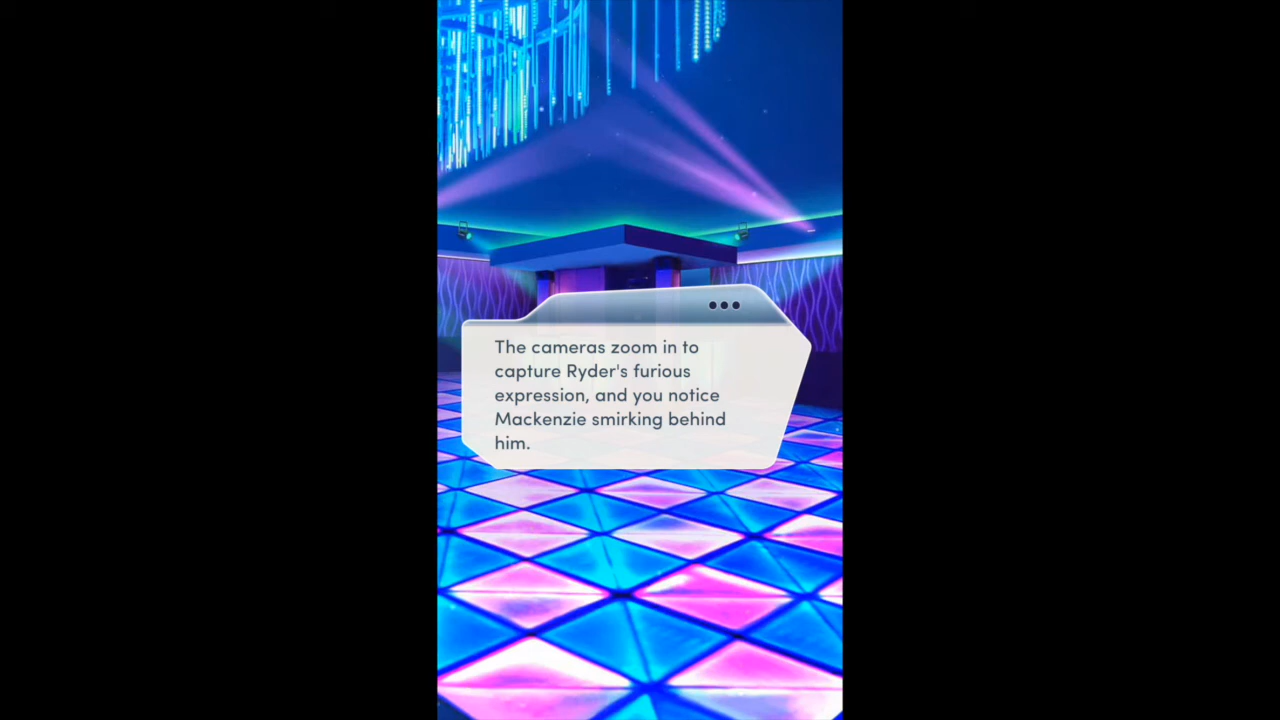 The cameras zoom in to
capture Ryder's furious
expression, and you notice
Mackenzie smirking behind
him.